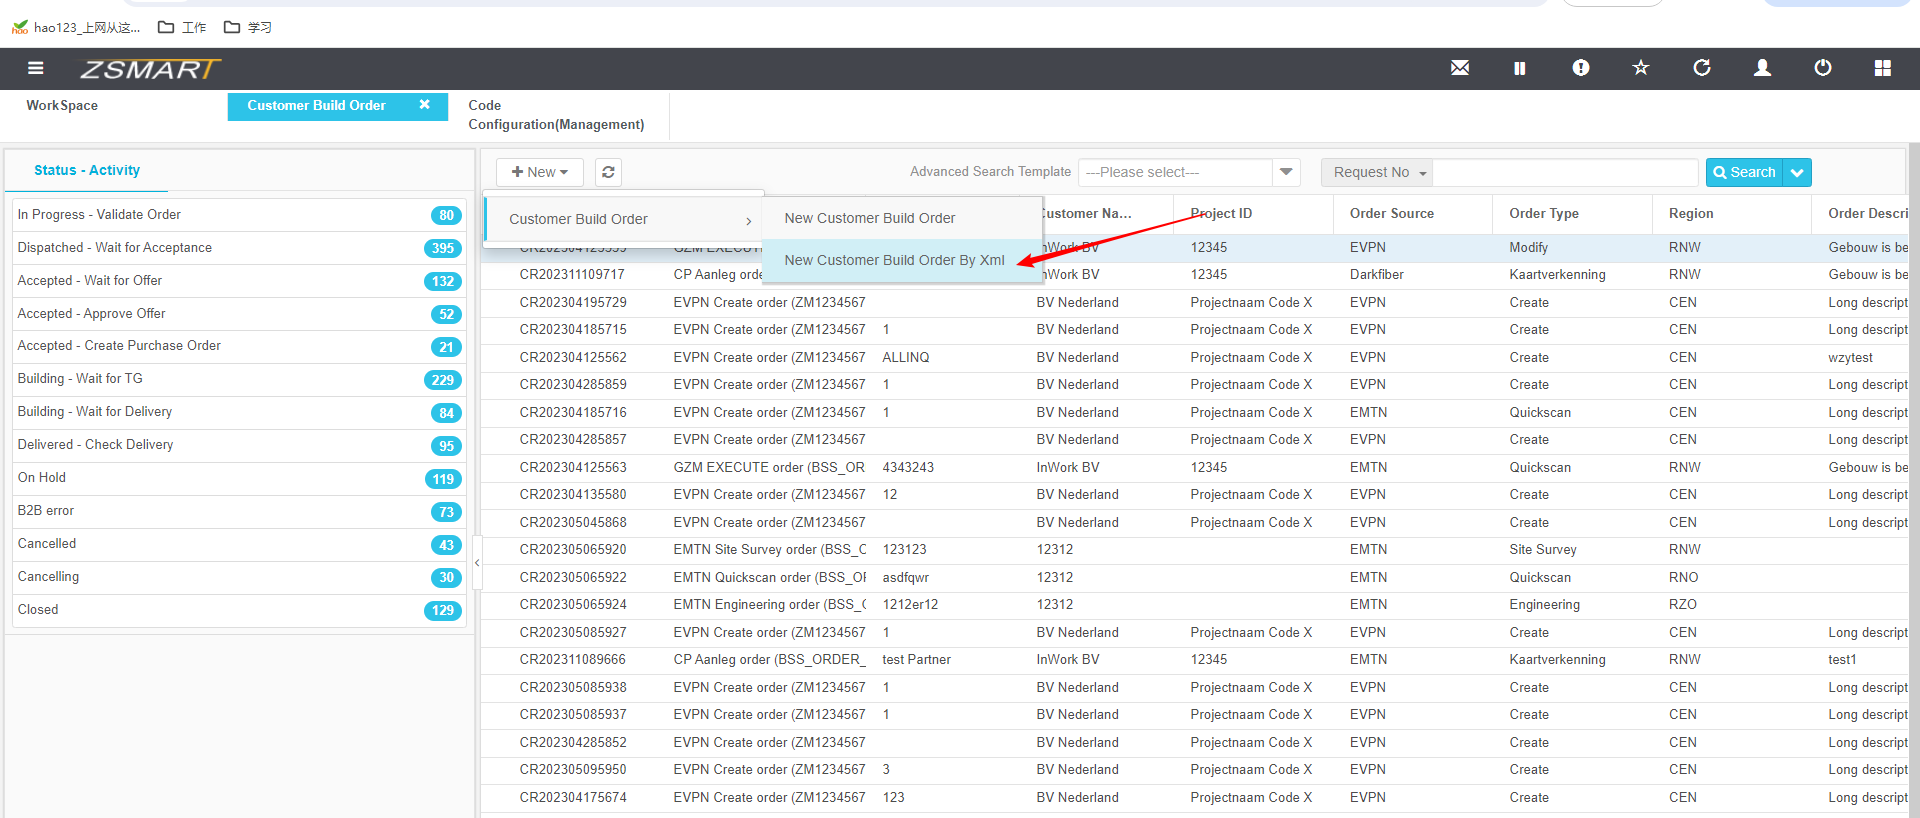 hao123_上网从这... 工作 学习
ZSMART
WorkSpace
Customer Build Order
Code
Configuration(Management)
Status - Activity
In Progress - Validate Order 80
Dispatched - Wait for Acceptance 395
Accepted - Wait for Offer 132
Accepted - Approve Offer 52
Accepted - Create Purchase Order 21
Building - Wait for TG 229
Building - Wait for Delivery 84
Delivered - Check Delivery 95
On Hold 119
B2B error 73
Cancelled 43
Cancelling 30
Closed 129
New
Advanced Search Template ---Please select--- Request No Search
Customer Build Order
New Customer Build Order
New Customer Build Order By Xml
Customer Na... Project ID Order Source Order Type Region Order Descri
12345 EVPN Modify RNW Gebouw is be
CR202311109717 CP Aanleg orde nWork BV 12345 Darkfiber Kaartverkenning RNW Gebouw is be
CR202304195729 EVPN Create order (ZM1234567 BV Nederland Projectnaam Code X EVPN Create CEN Long descript
CR202304185715 EVPN Create order (ZM1234567 1 BV Nederland Projectnaam Code X EVPN Create CEN Long descript
CR202304125562 EVPN Create order (ZM1234567 ALLINQ BV Nederland Projectnaam Code X EVPN Create CEN wzytest
CR202304285859 EVPN Create order (ZM1234567 1 BV Nederland Projectnaam Code X EVPN Create CEN Long descript
CR202304185716 EVPN Create order (ZM1234567 1 BV Nederland Projectnaam Code X EMTN Quickscan CEN Long descript
CR202304285857 EVPN Create order (ZM1234567 BV Nederland Projectnaam Code X EVPN Create CEN Long descript
CR202304125563 GZM EXECUTE order (BSS_OR 4343243 InWork BV 12345 EMTN Quickscan RNW Gebouw is be
CR202304135580 EVPN Create order (ZM1234567 12 BV Nederland Projectnaam Code X EVPN Create CEN Long descript
CR202305045868 EVPN Create order (ZM1234567 BV Nederland Projectnaam Code X EVPN Create CEN Long descript
CR202305065920 EMTN Site Survey order (BSS_C 123123 12312 EMTN Site Survey RNW
CR202305065922 EMTN Quickscan order (BSS_OI asdfqwr 12312 EMTN Quickscan RNO
CR202305065924 EMTN Engineering order (BSS_( 1212er12 12312 EMTN Engineering RZO
CR202305085927 EVPN Create order (ZM1234567 1 BV Nederland Projectnaam Code X EVPN Create CEN Long descript
CR202311089666 CP Aanleg order (BSS_ORDER_ test Partner InWork BV 12345 EMTN Kaartverkenning RNW test1
CR202305085938 EVPN Create order (ZM1234567 1 BV Nederland Projectnaam Code X EVPN Create CEN Long descript
CR202305085937 EVPN Create order (ZM1234567 1 BV Nederland Projectnaam Code X EVPN Create CEN Long descript
CR202304285852 EVPN Create order (ZM1234567 BV Nederland Projectnaam Code X EVPN Create CEN Long descript
CR202305095950 EVPN Create order (ZM1234567 3 BV Nederland Projectnaam Code X EVPN Create CEN Long descript
CR202304175674 EVPN Create order (ZM1234567 123 BV Nederland Projectnaam Code X EVPN Create CEN Long descript